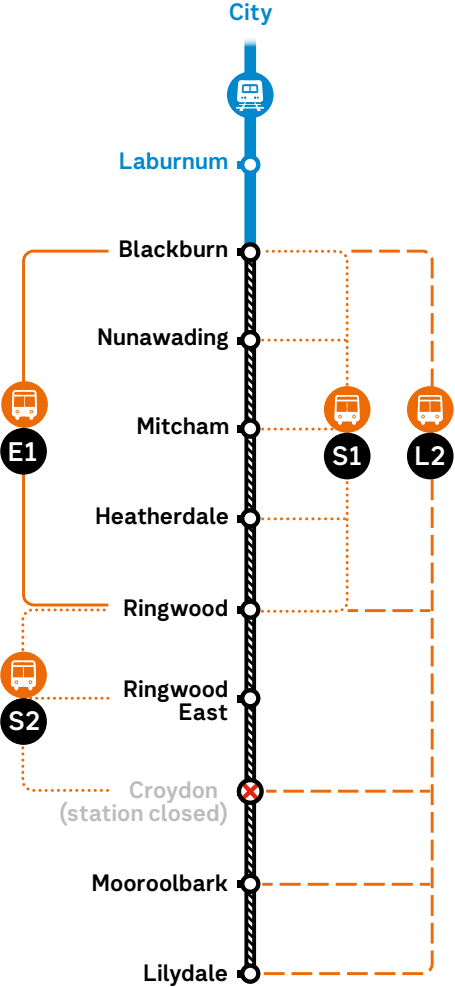 City
Laburnum
Blackburn
Nunawading
Mitcham
E1
S1
L2
Heatherdale
Ringwood
Ringwood
East
S2
Croydon
(station closed)
Mooroolbark
Lilydale